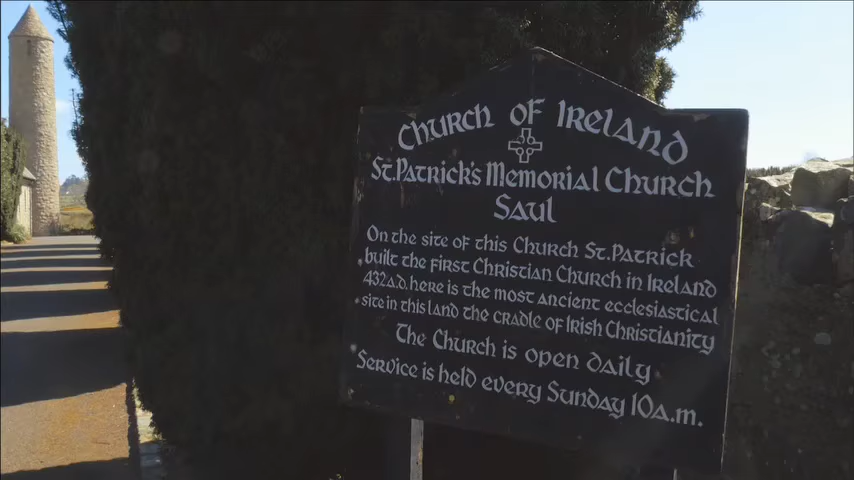 Church of Ireland
St. Patrick's Memorial Church
Saul
On the site of this Church St. Patrick
built the first Christian Church in Ireland
432 a.d. here is the most ancient ecclesiastical
site in this land the cradle of Irish Christianity
The Church is open daily
Service is held every Sunday 10 a.m.